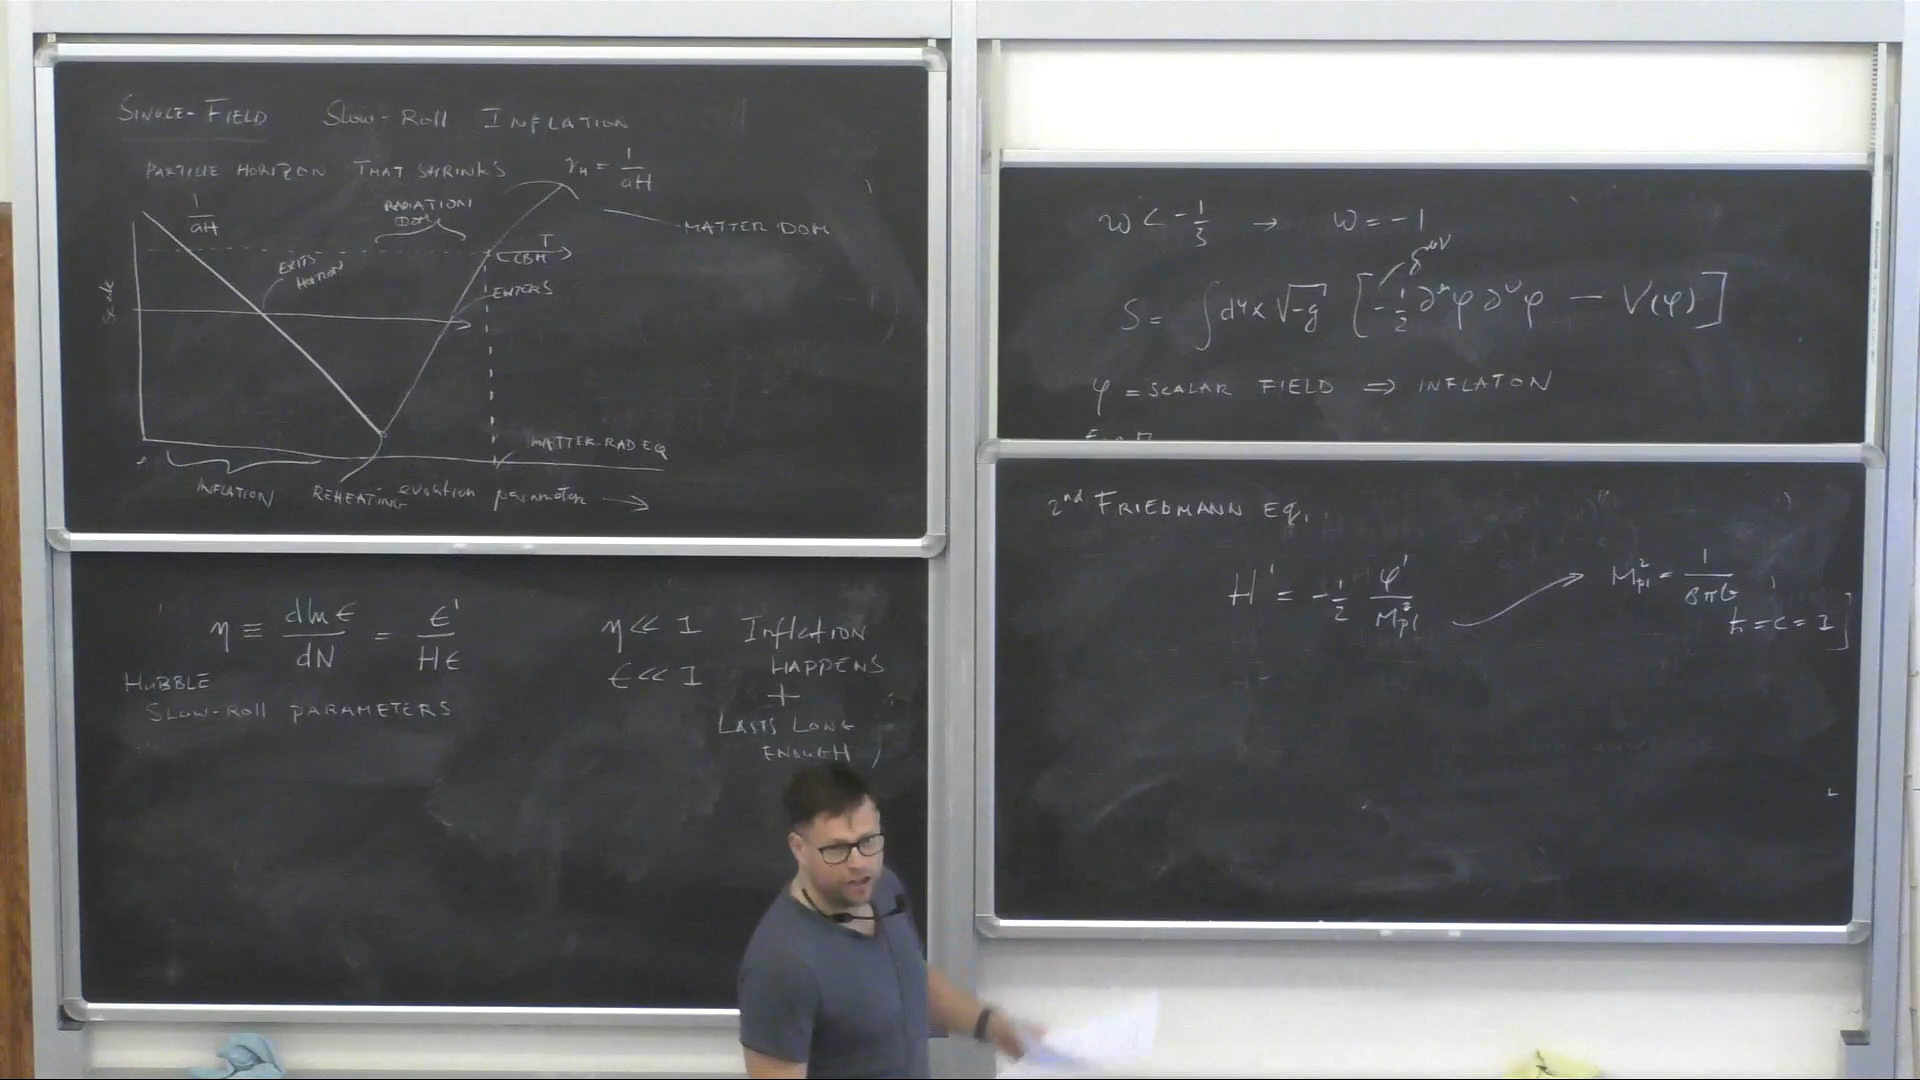 SINGLE-FIELD SLOW-ROLL INFLATION
PARTICLE HORIZON THAT SHRINKS
r_H = 1/aH
1/aH
RADIATION
DOM
MATTER DOM
T
CBM
EXITS
HORIZON
ENTERS
Scale
MATTER-RAD EQ
INFLATION
REHEATING
evolution parameter →
η ≡ dlnϵ/dN = ϵ'/Hϵ
HUBBLE
SLOW-ROLL PARAMETERS
η << 1
ϵ << 1
INFLATION
HAPPENS
+
LASTS LONG
ENOUGH
w < -1/3 → w = -1
g^μν
S = ∫ d⁴x √-g [-1/2 ∂^μ φ ∂^ν φ — V(φ)]
φ = SCALAR FIELD ⇒ INFLATON
2nd FRIEDMANN EQ.
H' = -1/2 φ'/M²pl
M²pl = 1/8πG
ħ = c = 1]